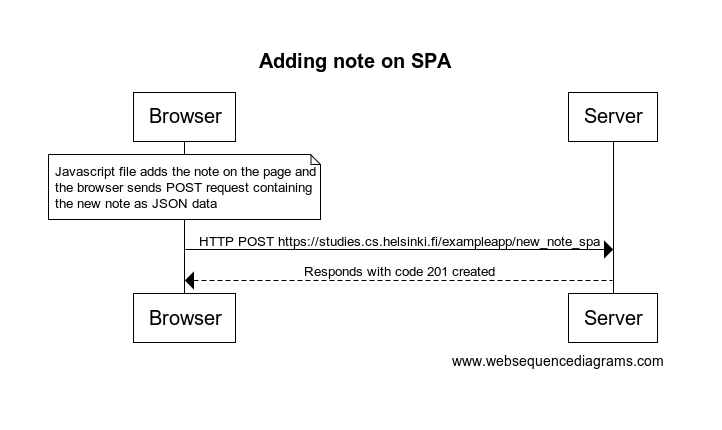 Adding note on SPA
Browser
Server
Javascript file adds the note on the page and
the browser sends POST request containing
the new note as JSON data
HTTP POST https://studies.cs.helsinki.fi/exampleapp/new_note_spa
Responds with code 201 created
Browser
Server
www.websequencediagrams.com